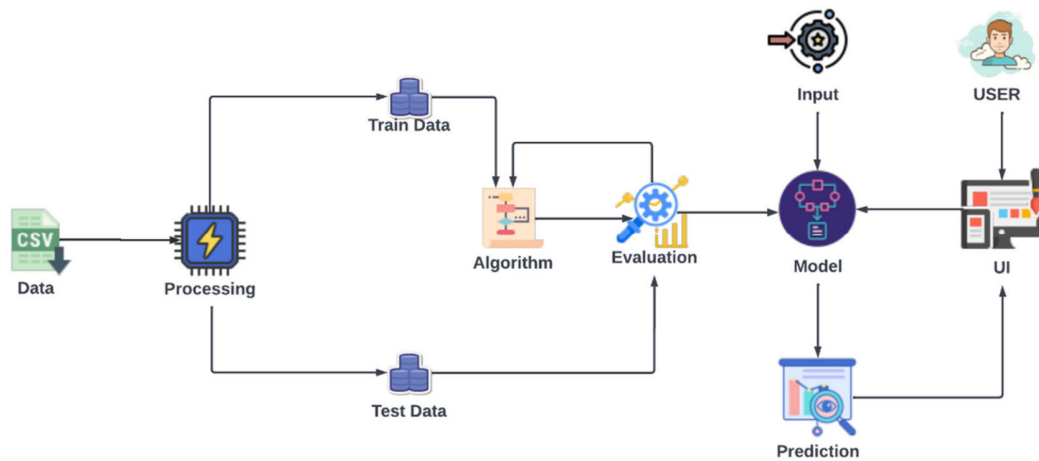 Input
USER
Train Data
CSV
Data
Processing
Algorithm
Evaluation
Model
UI
Test Data
Prediction